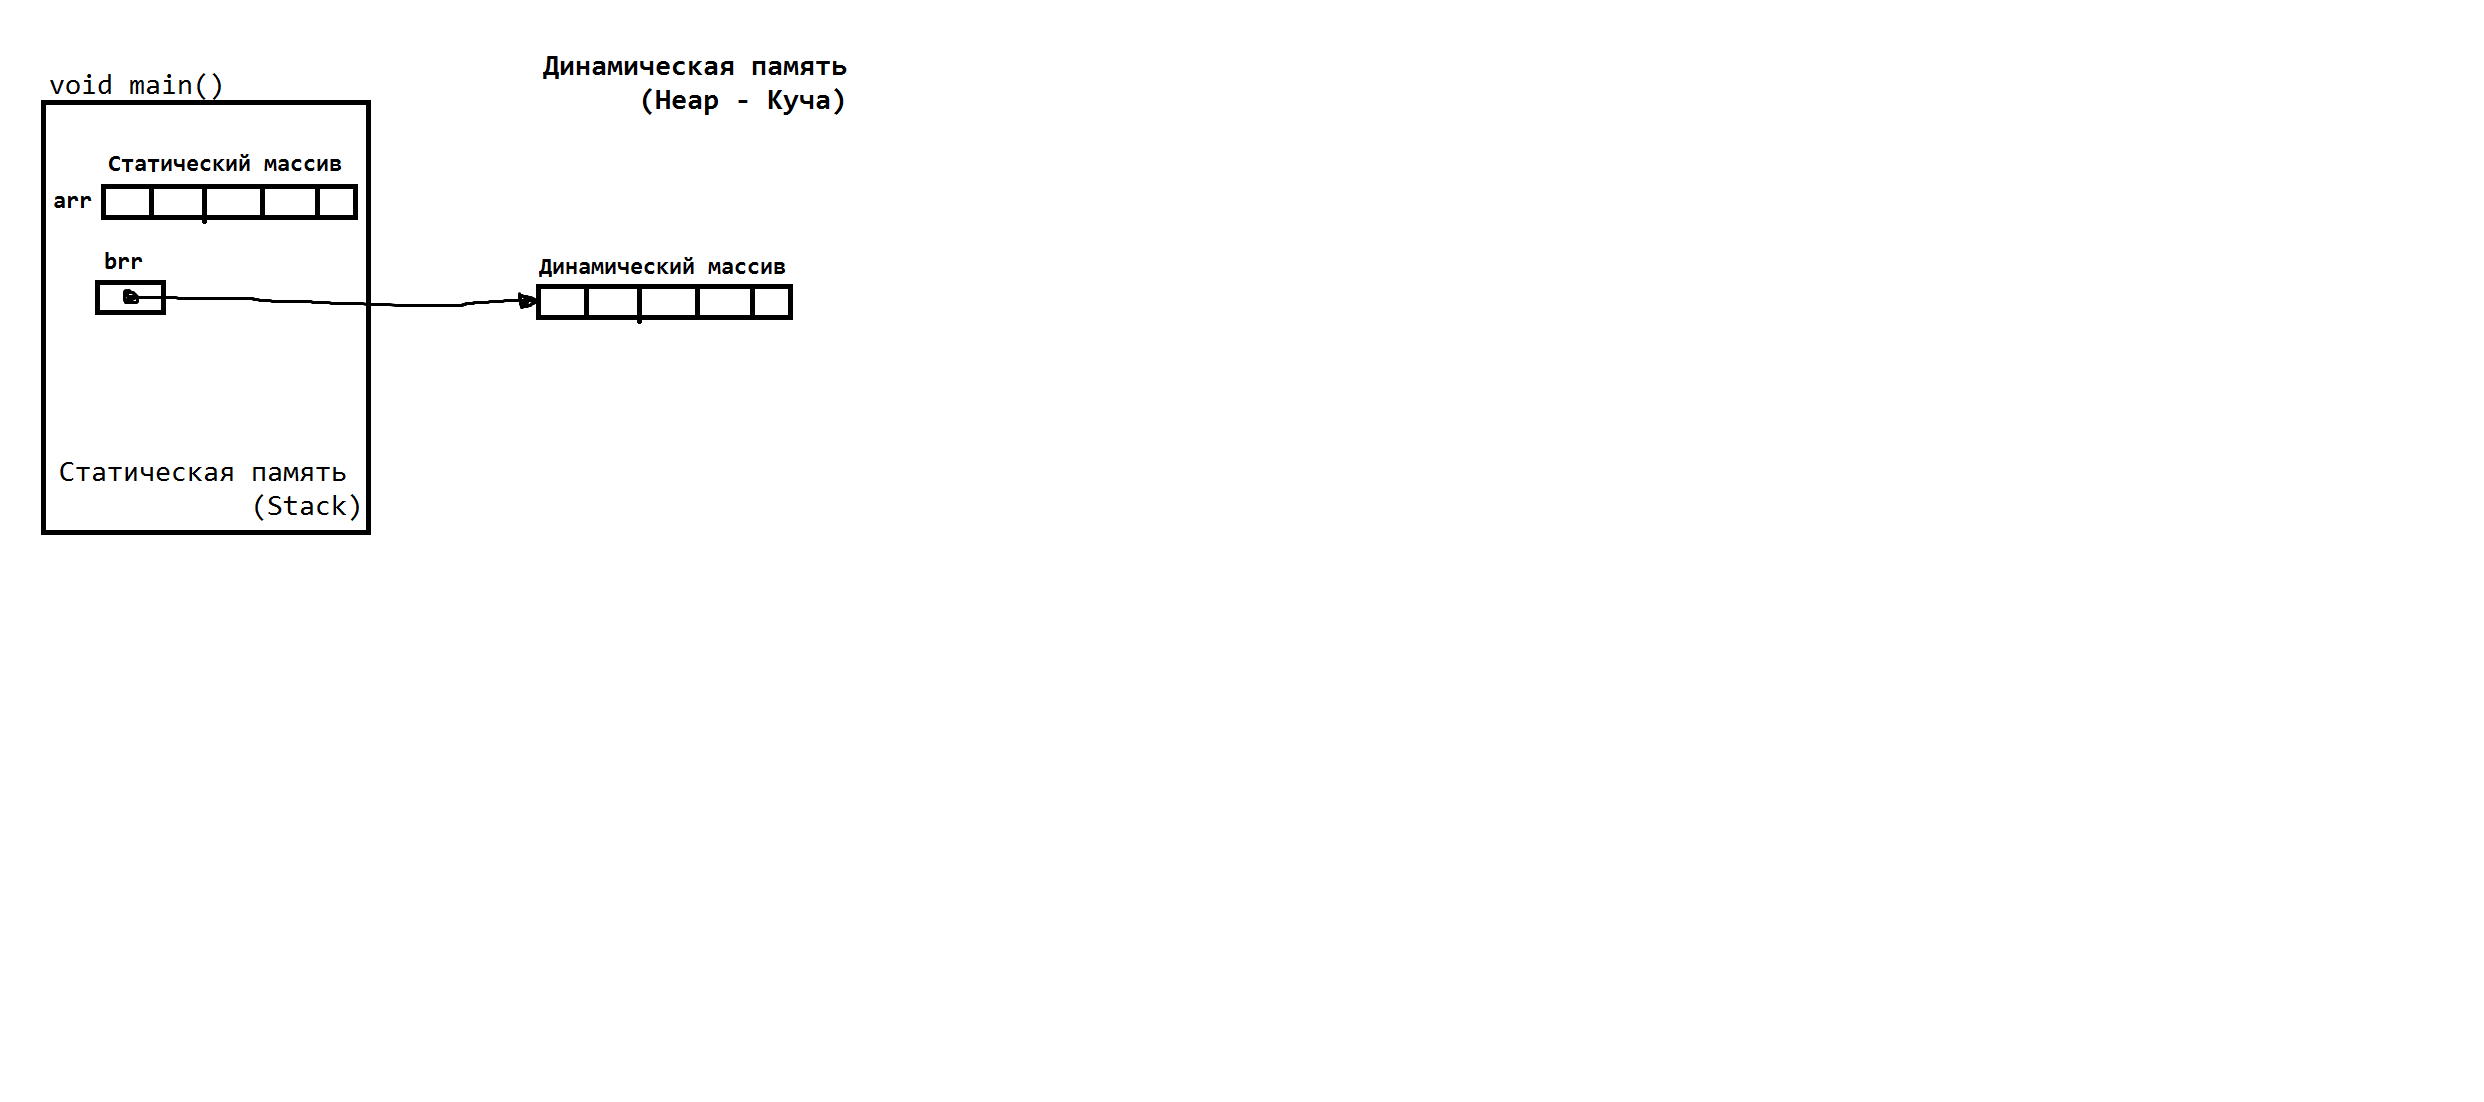 void main()
Динамическая память
(Heap - Куча)
Статический массив
arr
brr
Динамический массив
Статическая память
(Stack)